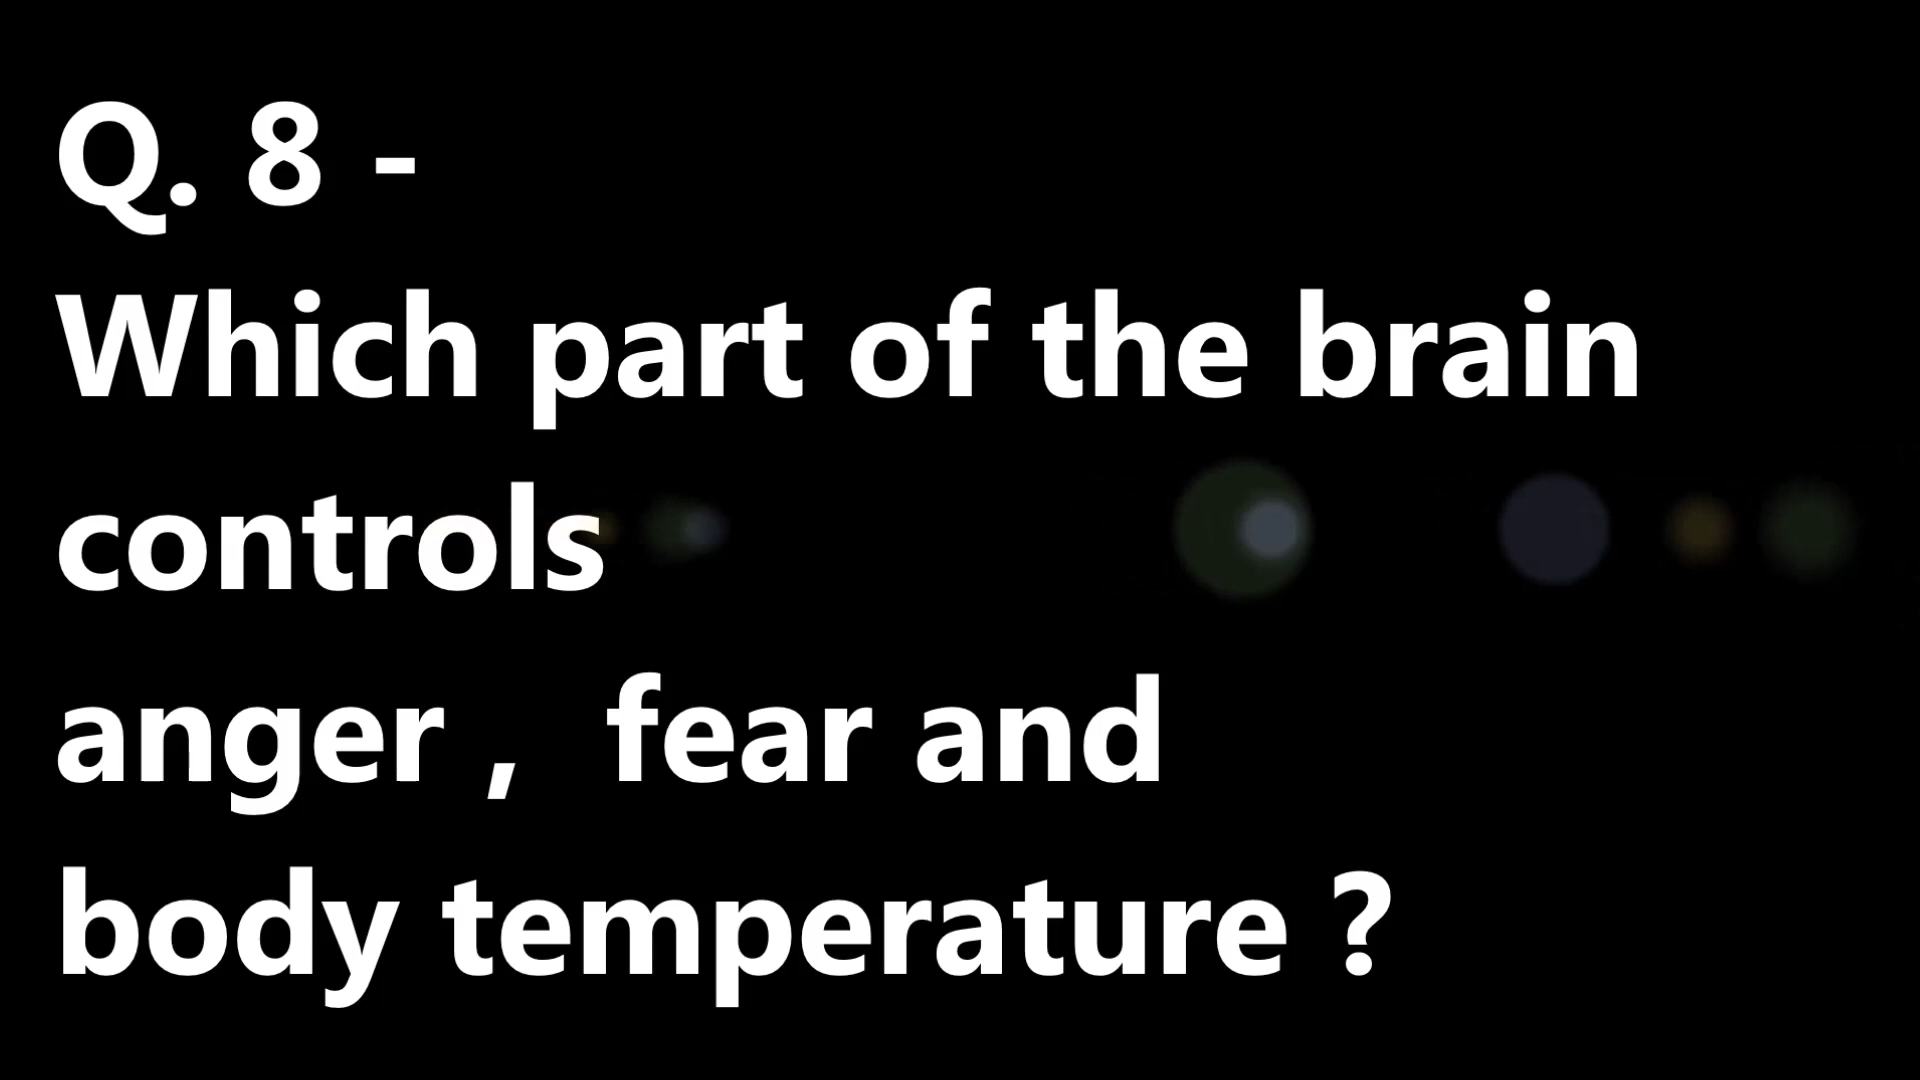 Q. 8 -
Which part of the brain
controls
anger ,  fear and
body temperature ?